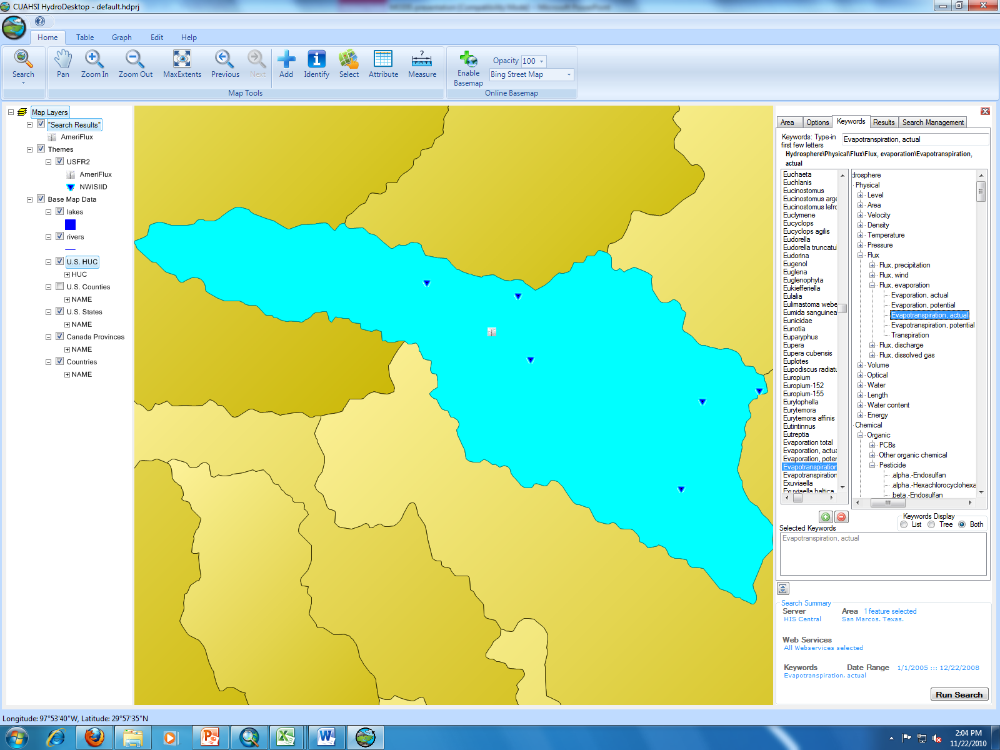 CUAHSI HydroDesktop - default.hdprj
Home Table Graph Edit Help
Search
Pan Zoom In Zoom Out MaxExtents Previous Next Add Identify Select Attribute Measure
Map Tools
Enable Basemap
Opacity 100
Bing Street Map
Online Basemap
Map Layers
"Search Results"
AmeriFlux
Themes
USFR2
AmeriFlux
NWISIID
Base Map Data
lakes
rivers
U.S. HUC
HUC
U.S. Counties
NAME
U.S. States
NAME
Canada Provinces
NAME
Countries
NAME
Area Options Keywords Results Search Management
Keywords: Type-in first few letters
Evapotranspiration, actual
Hydrosphere\Physical\Flux\Flux, evaporation\Evapotranspiration, actual
Euchaeta
Euchlanis
Eucinostomus
Eucinostomus arge
Eucinostomus lefro
Euclymene
Eucyclops
Eucyclops agilis
Eudorella
Eudorella truncatu
Eudorina
Eugenol
Euglena
Euglenophyta
Eukiefferiella
Eulalia
Eulimastoma webe
Eumida sanguinea
Eunicidae
Eunotia
Euparyphus
Eupera
Eupera cubensis
Euplotes
Eupodiscus radiatu
Europium
Europium-152
Europium-155
Eurylophella
Eurytemora
Eurytemora affinis
Eutintinnus
Eutreptia
Evaporation total
Evaporation, actua
Evaporation, poter
Evapotranspiration
Evapotranspiration
Exuviaella
Exuviaella baltica
drosphere
Physical
Level
Area
Velocity
Density
Temperature
Pressure
Flux
Flux, precipitation
Flux, wind
Flux, evaporation
Evaporation, actual
Evaporation, potential
Evapotranspiration, actual
Evapotranspiration, potential
Transpiration
Flux, discharge
Flux, dissolved gas
Volume
Optical
Water
Length
Water content
Energy
Chemical
Organic
PCBs
Other organic chemical
Pesticide
.alpha.-Endosulfan
.alpha.-Hexachlorocyclohexa
.beta.-Endosulfan
Keywords Display
List Tree Both
Selected Keywords
Evapotranspiration, actual
Search Summary
Server
HIS Central
Area 1 feature selected
San Marcos. Texas.
Web Services
All Webservices selected
Keywords
Evapotranspiration, actual
Date Range 1/1/2005 ::: 12/22/2008
Run Search
Longitude: 97°53'40"W, Latitude: 29°57'35"N
2:04 PM
11/22/2010